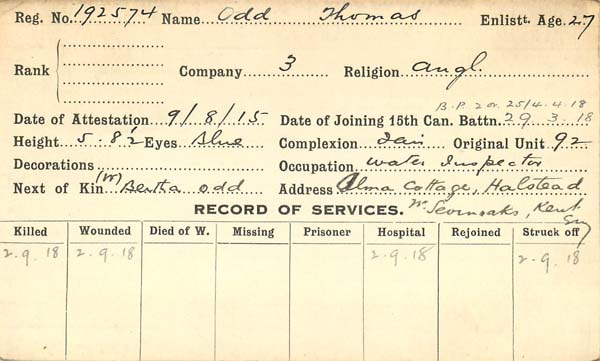 Reg. No. 192574 Name Odd Thomas Enlistt. Age. 27
Rank Company 3 Religion angl.
B.P. 2 or. 25/4-4-18
Date of Attestation 9/8/15 Date of Joining 15th Can. Battn. 29.3.18
Height 5-8½ Eyes Blue Complexion Fair Original Unit 92
Decorations Occupation Water Inspector
Next of Kin (W) Bertha Odd Address Alma Cottage, Halstead
RECORD OF SERVICES. Nr Sevenoaks, Kent
Eng
Killed Wounded Died of W. Missing Prisoner Hospital Rejoined Struck off
2.9.18 2.9.18 2.9.18 2.9.18